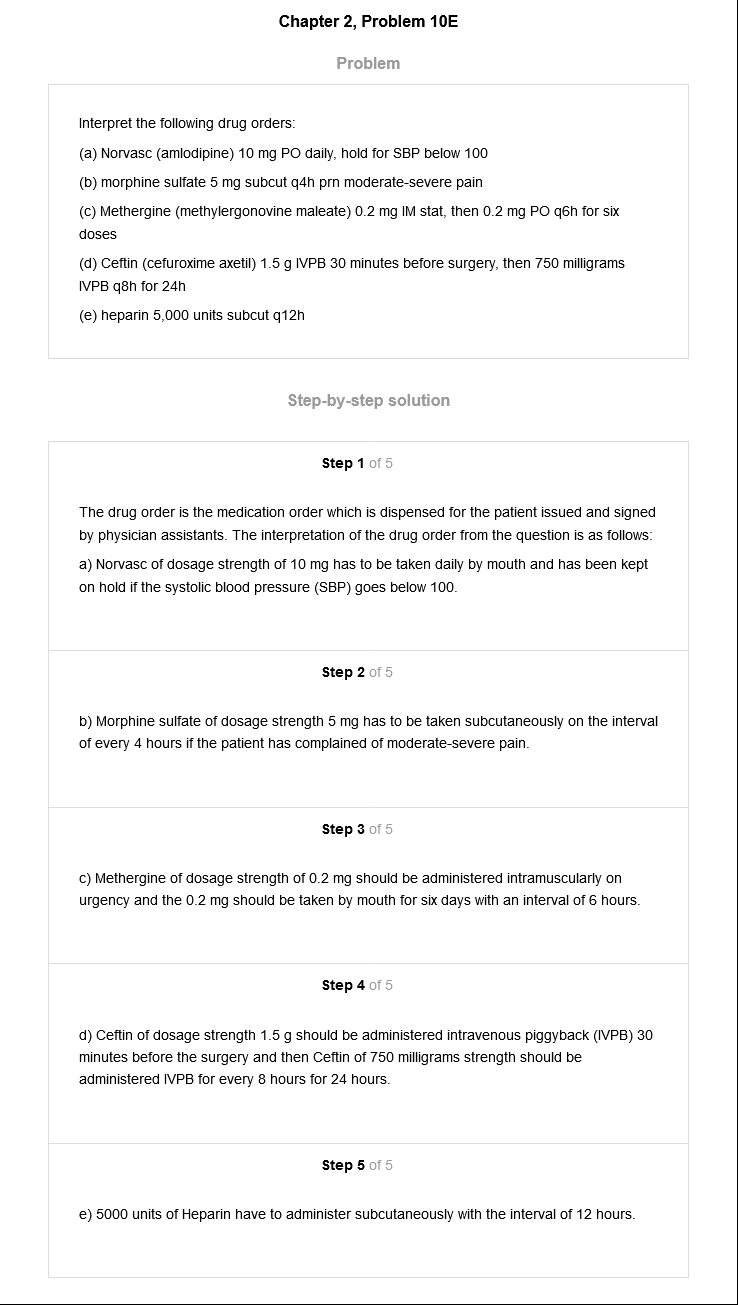 Chapter 2, Problem 10E
Problem
Interpret the following drug orders:
(a) Norvasc (amlodipine) 10 mg PO daily, hold for SBP below 100
(b) morphine sulfate 5 mg subcut q4h prn moderate-severe pain
(c) Methergine (methylergonovine maleate) 0.2 mg IM stat, then 0.2 mg PO q6h for six
doses
(d) Ceftin (cefuroxime axetil) 1.5 g IVPB 30 minutes before surgery, then 750 milligrams
IVPB q8h for 24h
(e) heparin 5,000 units subcut q12h
Step-by-step solution
Step 1 of 5
The drug order is the medication order which is dispensed for the patient issued and signed
by physician assistants. The interpretation of the drug order from the question is as follows:
a) Norvasc of dosage strength of 10 mg has to be taken daily by mouth and has been kept
on hold if the systolic blood pressure (SBP) goes below 100.
Step 2 of 5
b) Morphine sulfate of dosage strength 5 mg has to be taken subcutaneously on the interval
of every 4 hours if the patient has complained of moderate-severe pain.
Step 3 of 5
c) Methergine of dosage strength of 0.2 mg should be administered intramuscularly on
urgency and the 0.2 mg should be taken by mouth for six days with an interval of 6 hours.
Step 4 of 5
d) Ceftin of dosage strength 1.5 g should be administered intravenous piggyback (IVPB) 30
minutes before the surgery and then Ceftin of 750 milligrams strength should be
administered IVPB for every 8 hours for 24 hours.
Step 5 of 5
e) 5000 units of Heparin have to administer subcutaneously with the interval of 12 hours.